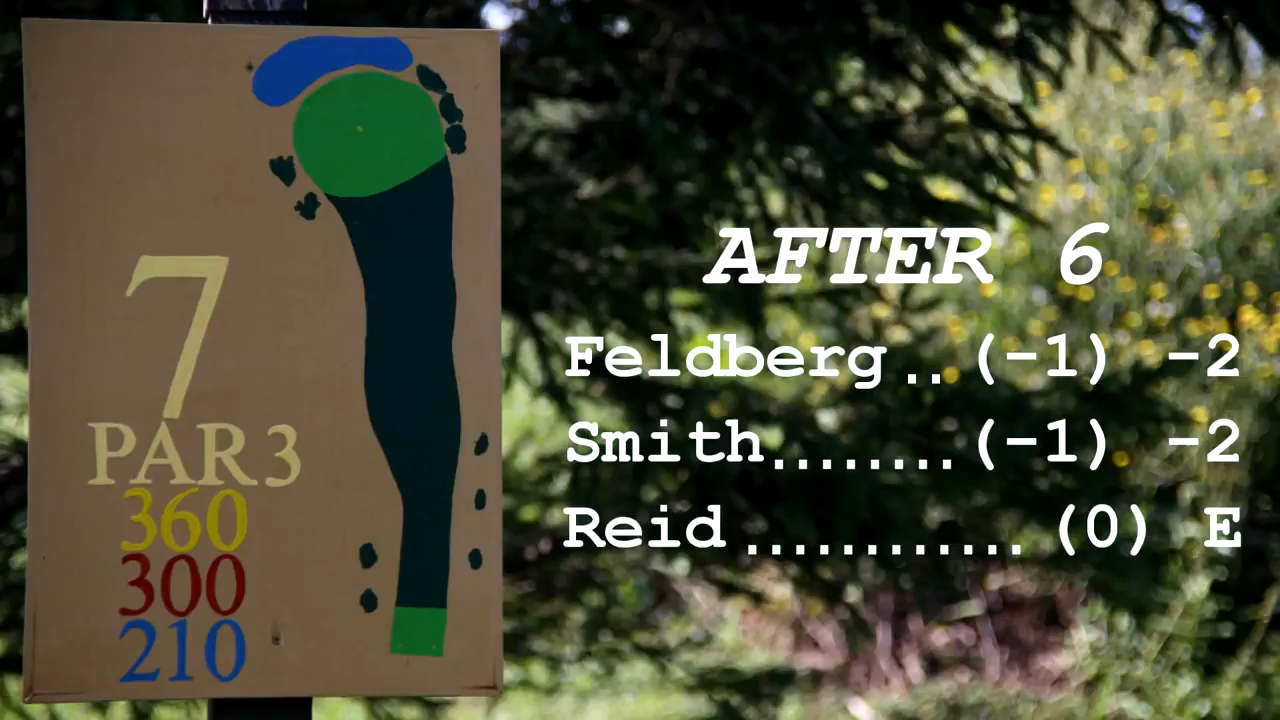 7
PAR 3
360
300
210
AFTER 6
Feldberg .. (-1) -2
Smith........(-1) -2
Reid ............ (0) E